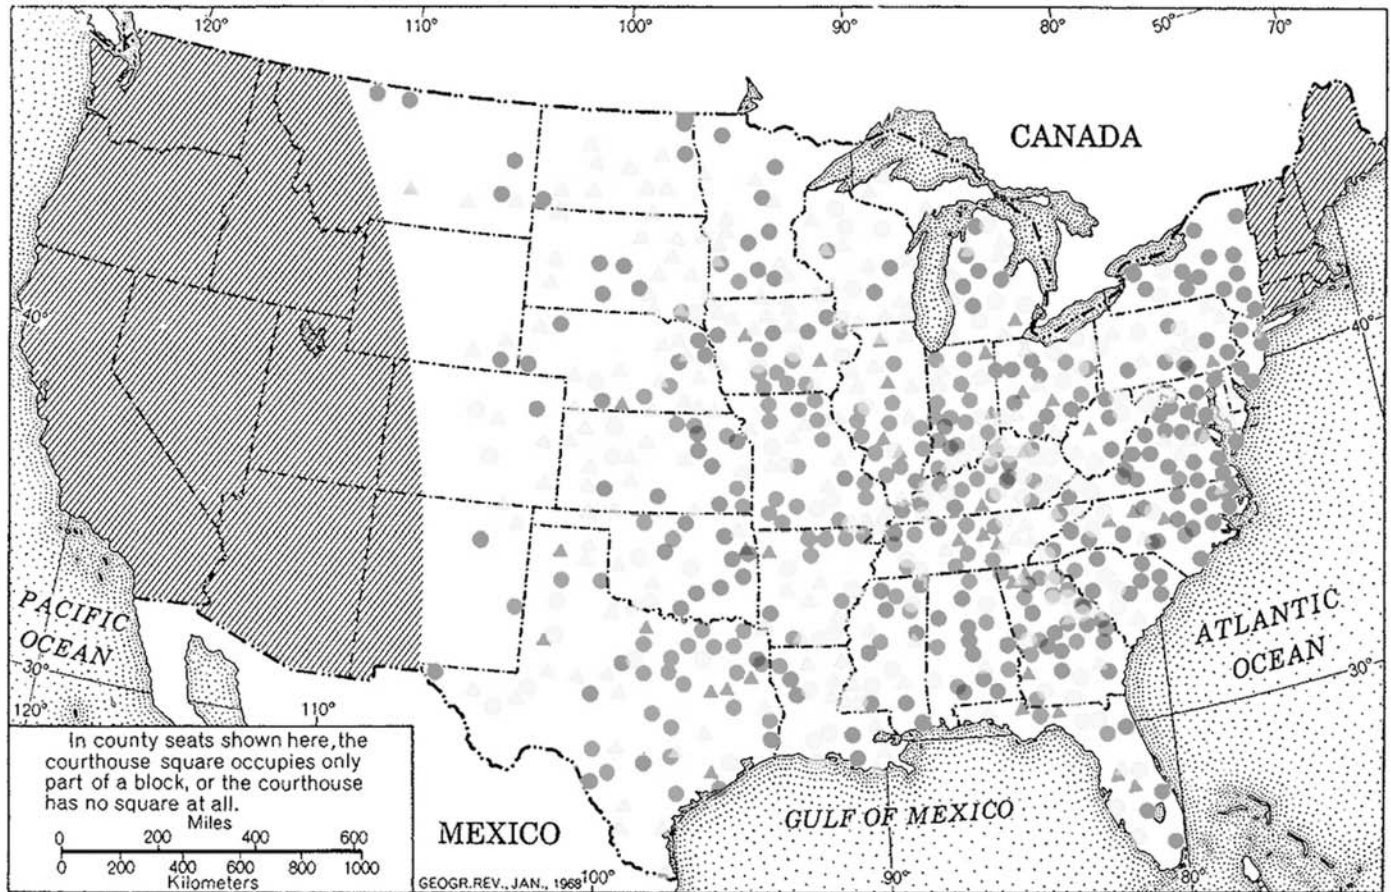 120°
110°
100°
90°
80°
50°
70°
CANADA
40°
40°
PACIFIC
OCEAN
ATLANTIC
OCEAN
30°
30°
120°
110°
In county seats shown here, the
courthouse square occupies only
part of a block, or the courthouse
has no square at all.
Miles
0 200 400 600
0 200 400 600 800 1000
Kilometers
MEXICO
GULF OF MEXICO
GEOGR. REV., JAN., 1968
100°
90°
80°